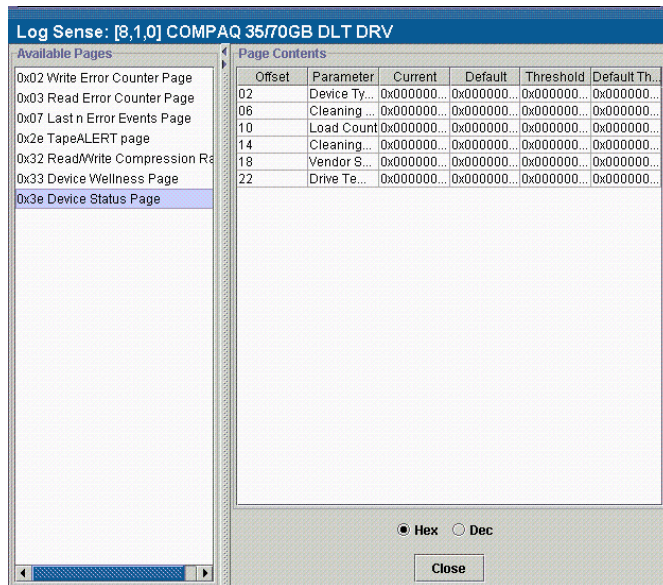 Log Sense: [8,1,0] COMPAQ 35/70GB DLT DRV
Available Pages
0x02 Write Error Counter Page
0x03 Read Error Counter Page
0x07 Last n Error Events Page
0x2e TapeALERT page
0x32 Read/Write Compression Ra
0x33 Device Wellness Page
0x3e Device Status Page
Page Contents
Offset Parameter Current Default Threshold Default Th...
02 Device Ty... 0x000000... 0x000000... 0x000000... 0x000000...
06 Cleaning ... 0x000000... 0x000000... 0x000000... 0x000000...
10 Load Count 0x000000... 0x000000... 0x000000... 0x000000...
14 Cleaning... 0x000000... 0x000000... 0x000000... 0x000000...
18 Vendor S... 0x000000... 0x000000... 0x000000... 0x000000...
22 Drive Te... 0x000000... 0x000000... 0x000000... 0x000000...
Hex Dec
Close